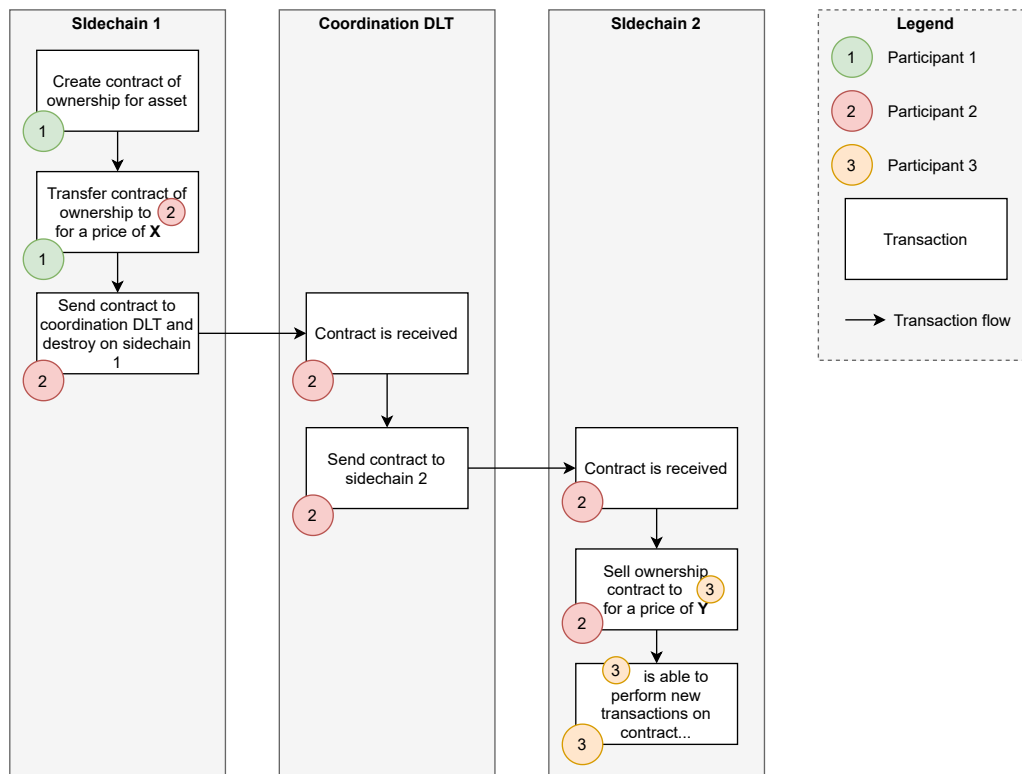 SIdechain 1
Create contract of
ownership for asset
1
Transfer contract of
ownership to 2
for a price of X
1
Send contract to
coordination DLT and
destroy on sidechain
1
2
Coordination DLT
Contract is received
2
Send contract to
sidechain 2
2
SIdechain 2
Contract is received
2
Sell ownership
contract to 3
for a price of Y
2
3 is able to
perform new
transactions on
contract...
3
Legend
1 Participant 1
2 Participant 2
3 Participant 3
Transaction
Transaction flow